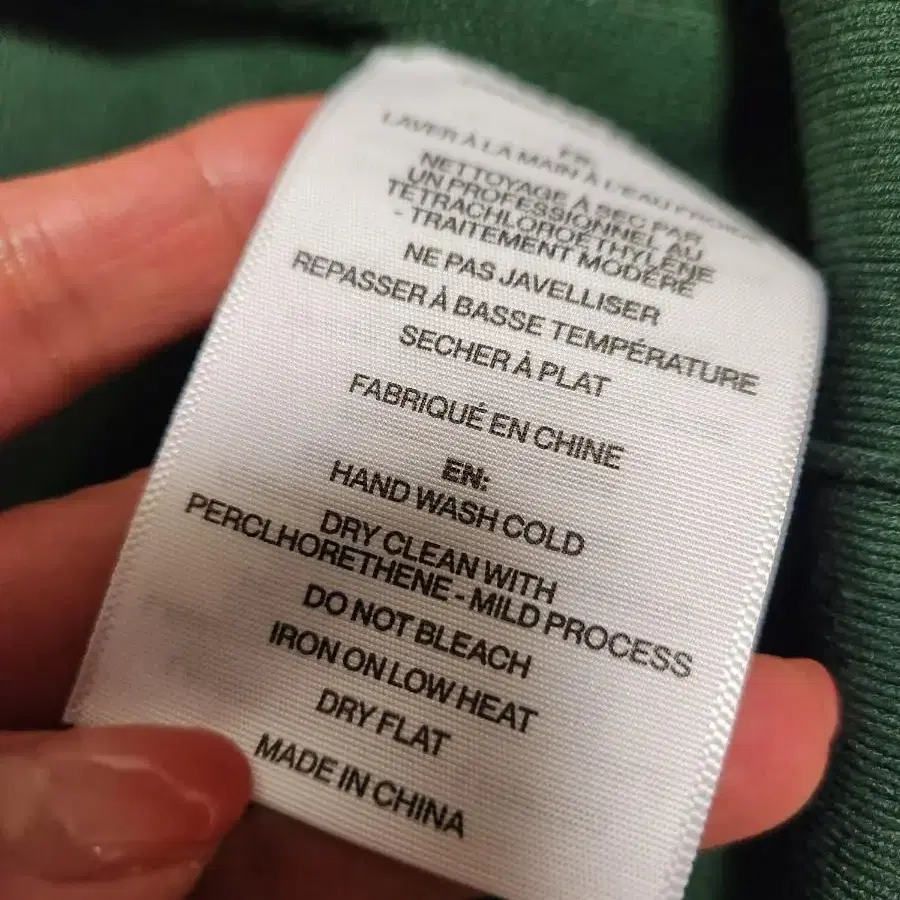 FR:
LAVER À LA MAIN À L'EAU FROIDE
NETTOYAGE À SEC PAR
UN PROFESSIONNEL AU
TÉTRACHLOROÉTHYLÈNE
- TRAITEMENT MODÉRÉ
NE PAS JAVELLISER
REPASSER À BASSE TEMPÉRATURE
SECHER À PLAT
FABRIQUÉ EN CHINE
EN:
HAND WASH COLD
DRY CLEAN WITH
PERCLHORETHENE - MILD PROCESS
DO NOT BLEACH
IRON ON LOW HEAT
DRY FLAT
MADE IN CHINA